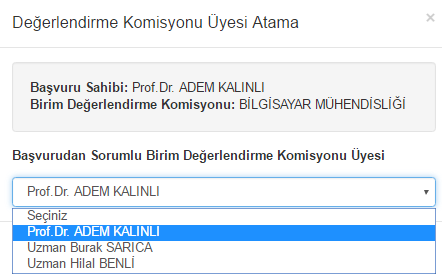 Değerlendirme Komisyonu Üyesi Atama
×
Başvuru Sahibi: Prof.Dr. ADEM KALINLI
Birim Değerlendirme Komisyonu: BİLGİSAYAR MÜHENDİSLİĞİ
Başvurudan Sorumlu Birim Değerlendirme Komisyonu Üyesi
Prof.Dr. ADEM KALINLI
Seçiniz
Prof.Dr. ADEM KALINLI
Uzman Burak SARICA
Uzman Hilal BENLİ